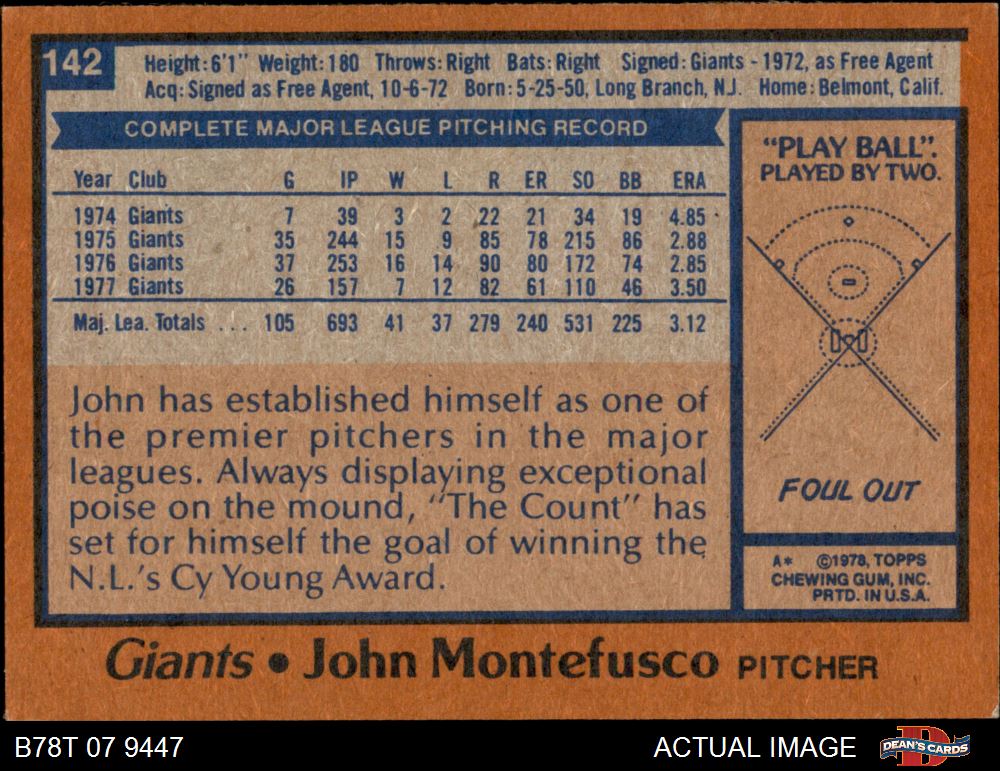 142
Height: 6'1" Weight: 180 Throws: Right Bats: Right Signed: Giants - 1972, as Free Agent
Acq: Signed as Free Agent, 10-6-72 Born: 5-25-50, Long Branch, N.J. Home: Belmont, Calif.
COMPLETE MAJOR LEAGUE PITCHING RECORD
Year Club G IP W L R ER SO BB ERA
1974 Giants 7 39 3 2 22 21 34 19 4.85
1975 Giants 35 244 15 9 85 78 215 86 2.88
1976 Giants 37 253 16 14 90 80 172 74 2.85
1977 Giants 26 157 7 12 82 61 110 46 3.50
Maj. Lea. Totals ... 105 693 41 37 279 240 531 225 3.12
John has established himself as one of
the premier pitchers in the major
leagues. Always displaying exceptional
poise on the mound, "The Count" has
set for himself the goal of winning the
N.L.'s Cy Young Award.
"PLAY BALL".
PLAYED BY TWO.
FOUL OUT
A* ©1978, TOPPS
CHEWING GUM, INC.
PRTD. IN U.S.A.
Giants • John Montefusco PITCHER
B78T 07 9447
ACTUAL IMAGE
DEAN'S CARDS